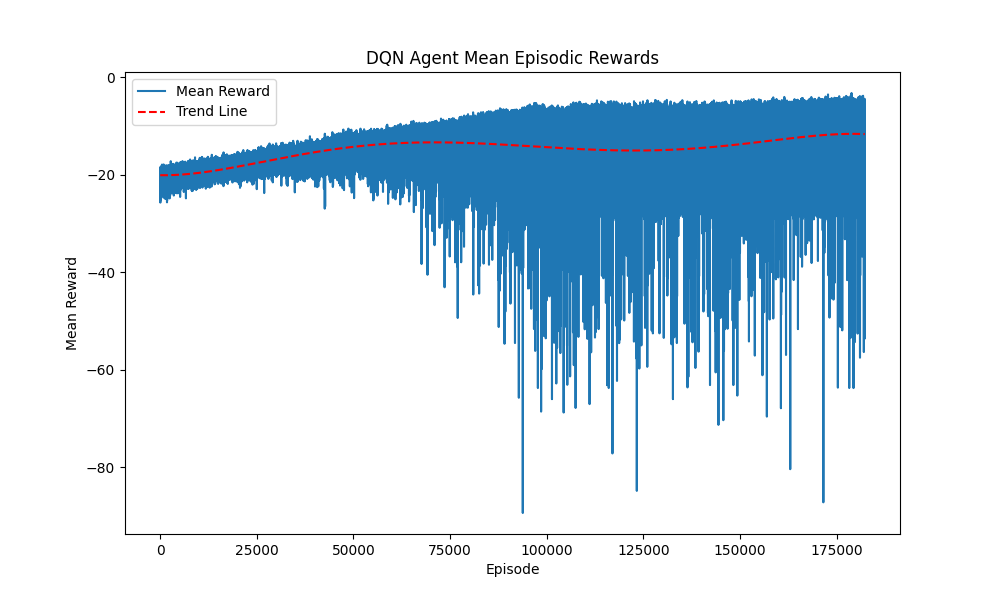 DQN Agent Mean Episodic Rewards
Mean Reward
Trend Line
0
−20
−40
−60
−80
Mean Reward
0 25000 50000 75000 100000 125000 150000 175000
Episode